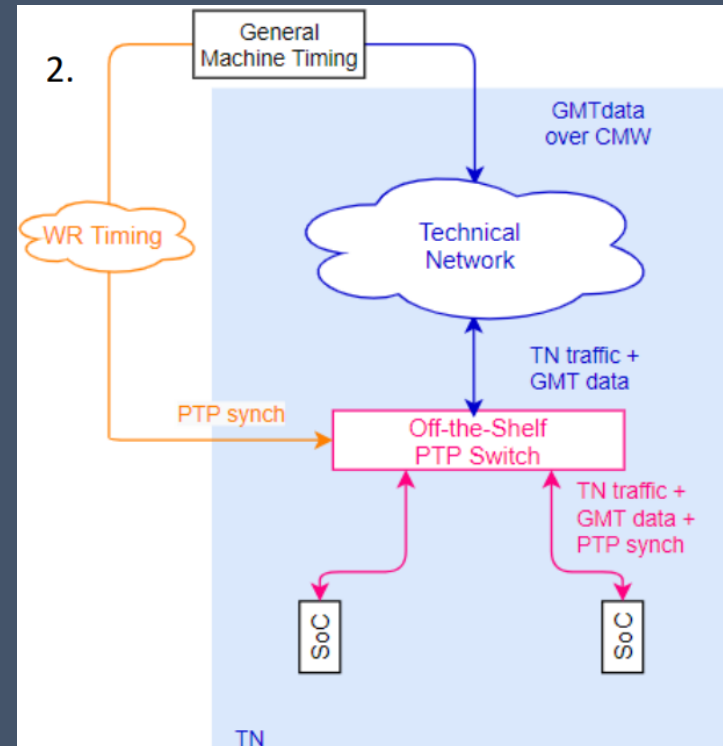 2.
General
Machine Timing
GMTdata
over CMW
WR Timing
Technical
Network
TN traffic +
GMT data
PTP synch
Off-the-Shelf
PTP Switch
TN traffic +
GMT data +
PTP synch
SoC
SoC
TN